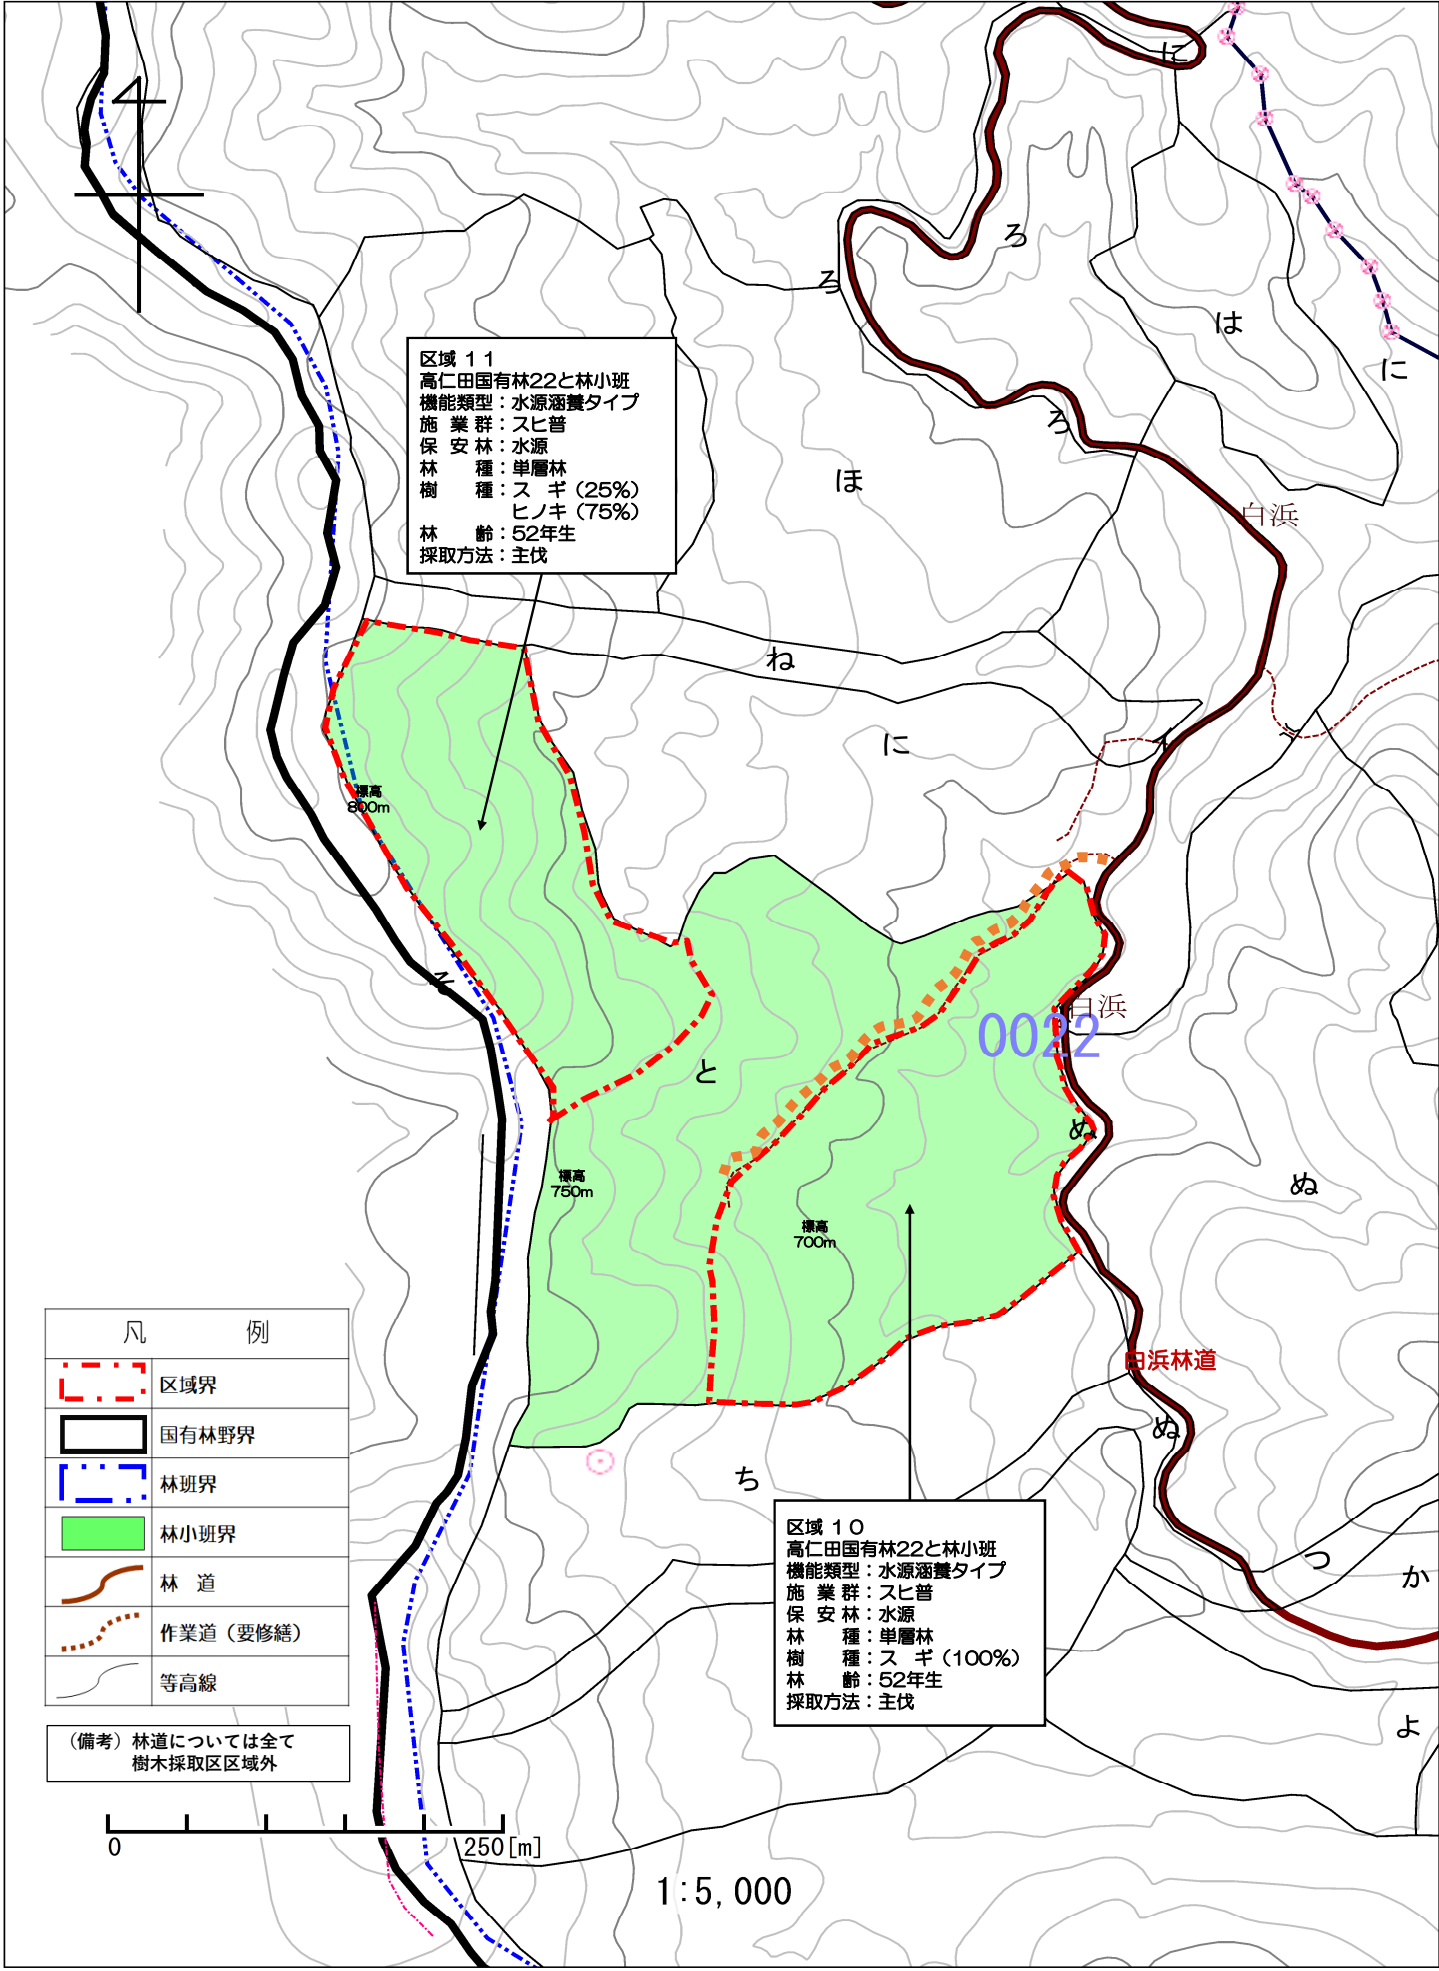 に
ろ
ろ
は
に
ろ
区域 11
高仁田国有林22と林小班
機能類型：水源涵養タイプ
施 業 群：スヒ普
保 安 林：水源
林　　種：単層林
樹　　種：ス ギ（25%）
ヒノキ（75%）
林　　齢：52年生
採取方法：主伐
ほ
白浜
ね
に
イ
標高
800m
そ
白浜
0022
と
ぬ
標高
750m
ぬ
標高
700m
白浜林道
ぬ
ち
つ
か
よ
区域 10
高仁田国有林22と林小班
機能類型：水源涵養タイプ
施 業 群：スヒ普
保 安 林：水源
林　　種：単層林
樹　　種：ス ギ（100%）
林　　齢：52年生
採取方法：主伐
凡　例
区域界
国有林野界
林班界
林小班界
林　道
作業道（要修繕）
等高線
（備考）林道については全て
樹木採取区区域外
0 250[m]
1:5,000